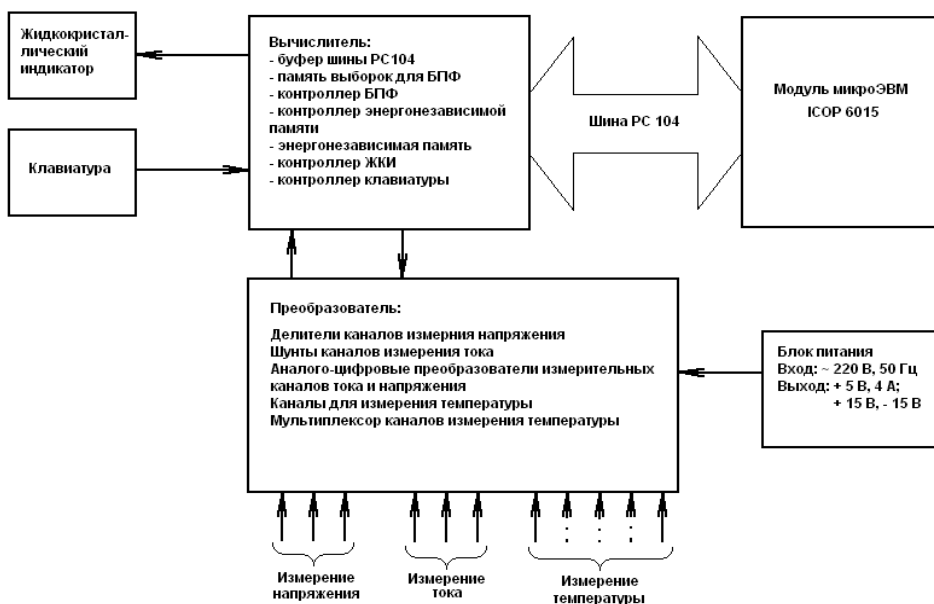 Жидкокристал-
лический
индикатор
Вычислитель:
- буфер шины РС104
- память выборок для БПФ
- контроллер БПФ
- контроллер энергонезависимой
памяти
- энергонезависимая память
- контроллер ЖКИ
- контроллер клавиатуры
Шина РС 104
Модуль микроЭВМ
ICOP 6015
Клавиатура
Преобразователь:
Делители каналов измерния напряжения
Шунты каналов измерения тока
Аналого-цифровые преобразователи измерительных
каналов тока и напряжения
Каналы для измерения температуры
Мультиплексор каналов измерения температуры
Блок питания
Вход: ~ 220 В, 50 Гц
Выход: + 5 В, 4 А;
+ 15 В, - 15 В
Измерение
напряжения
Измерение
тока
Измерение
температуры